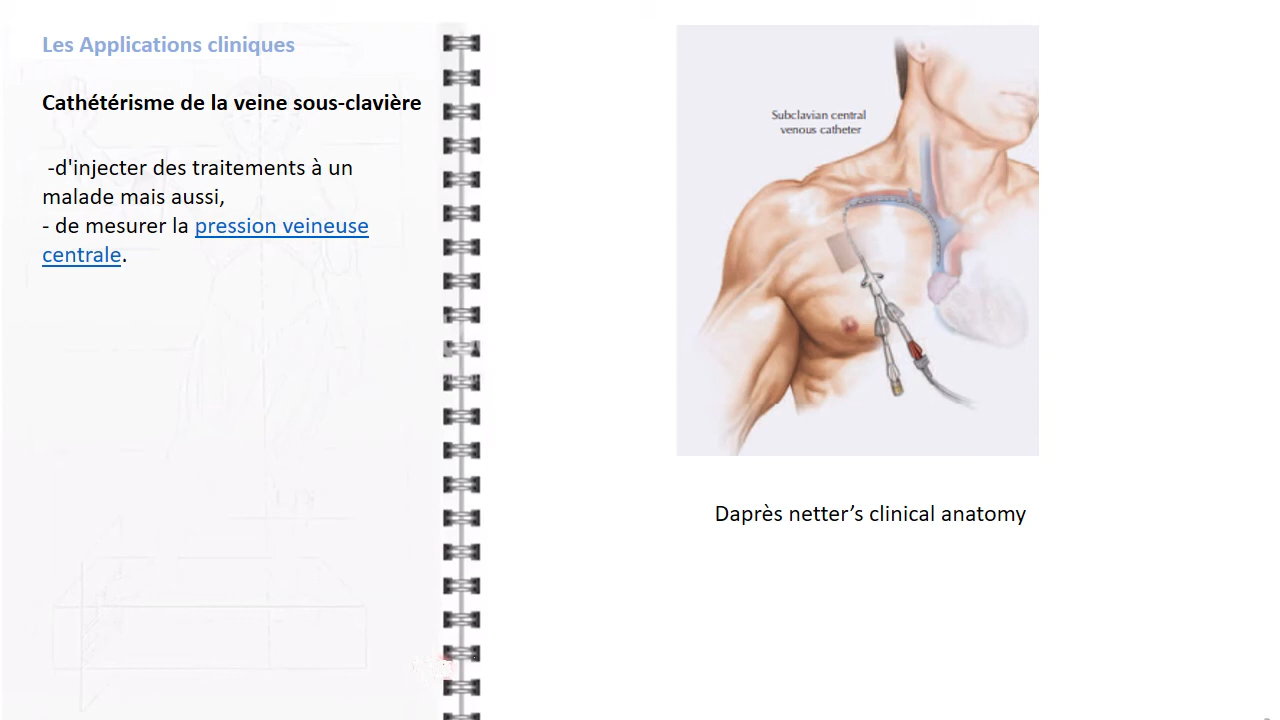 Les Applications cliniques
Cathétérisme de la veine sous-clavière
-d'injecter des traitements à un
malade mais aussi,
- de mesurer la pression veineuse
centrale.
Subclavian central
venous catheter
Daprès netter’s clinical anatomy